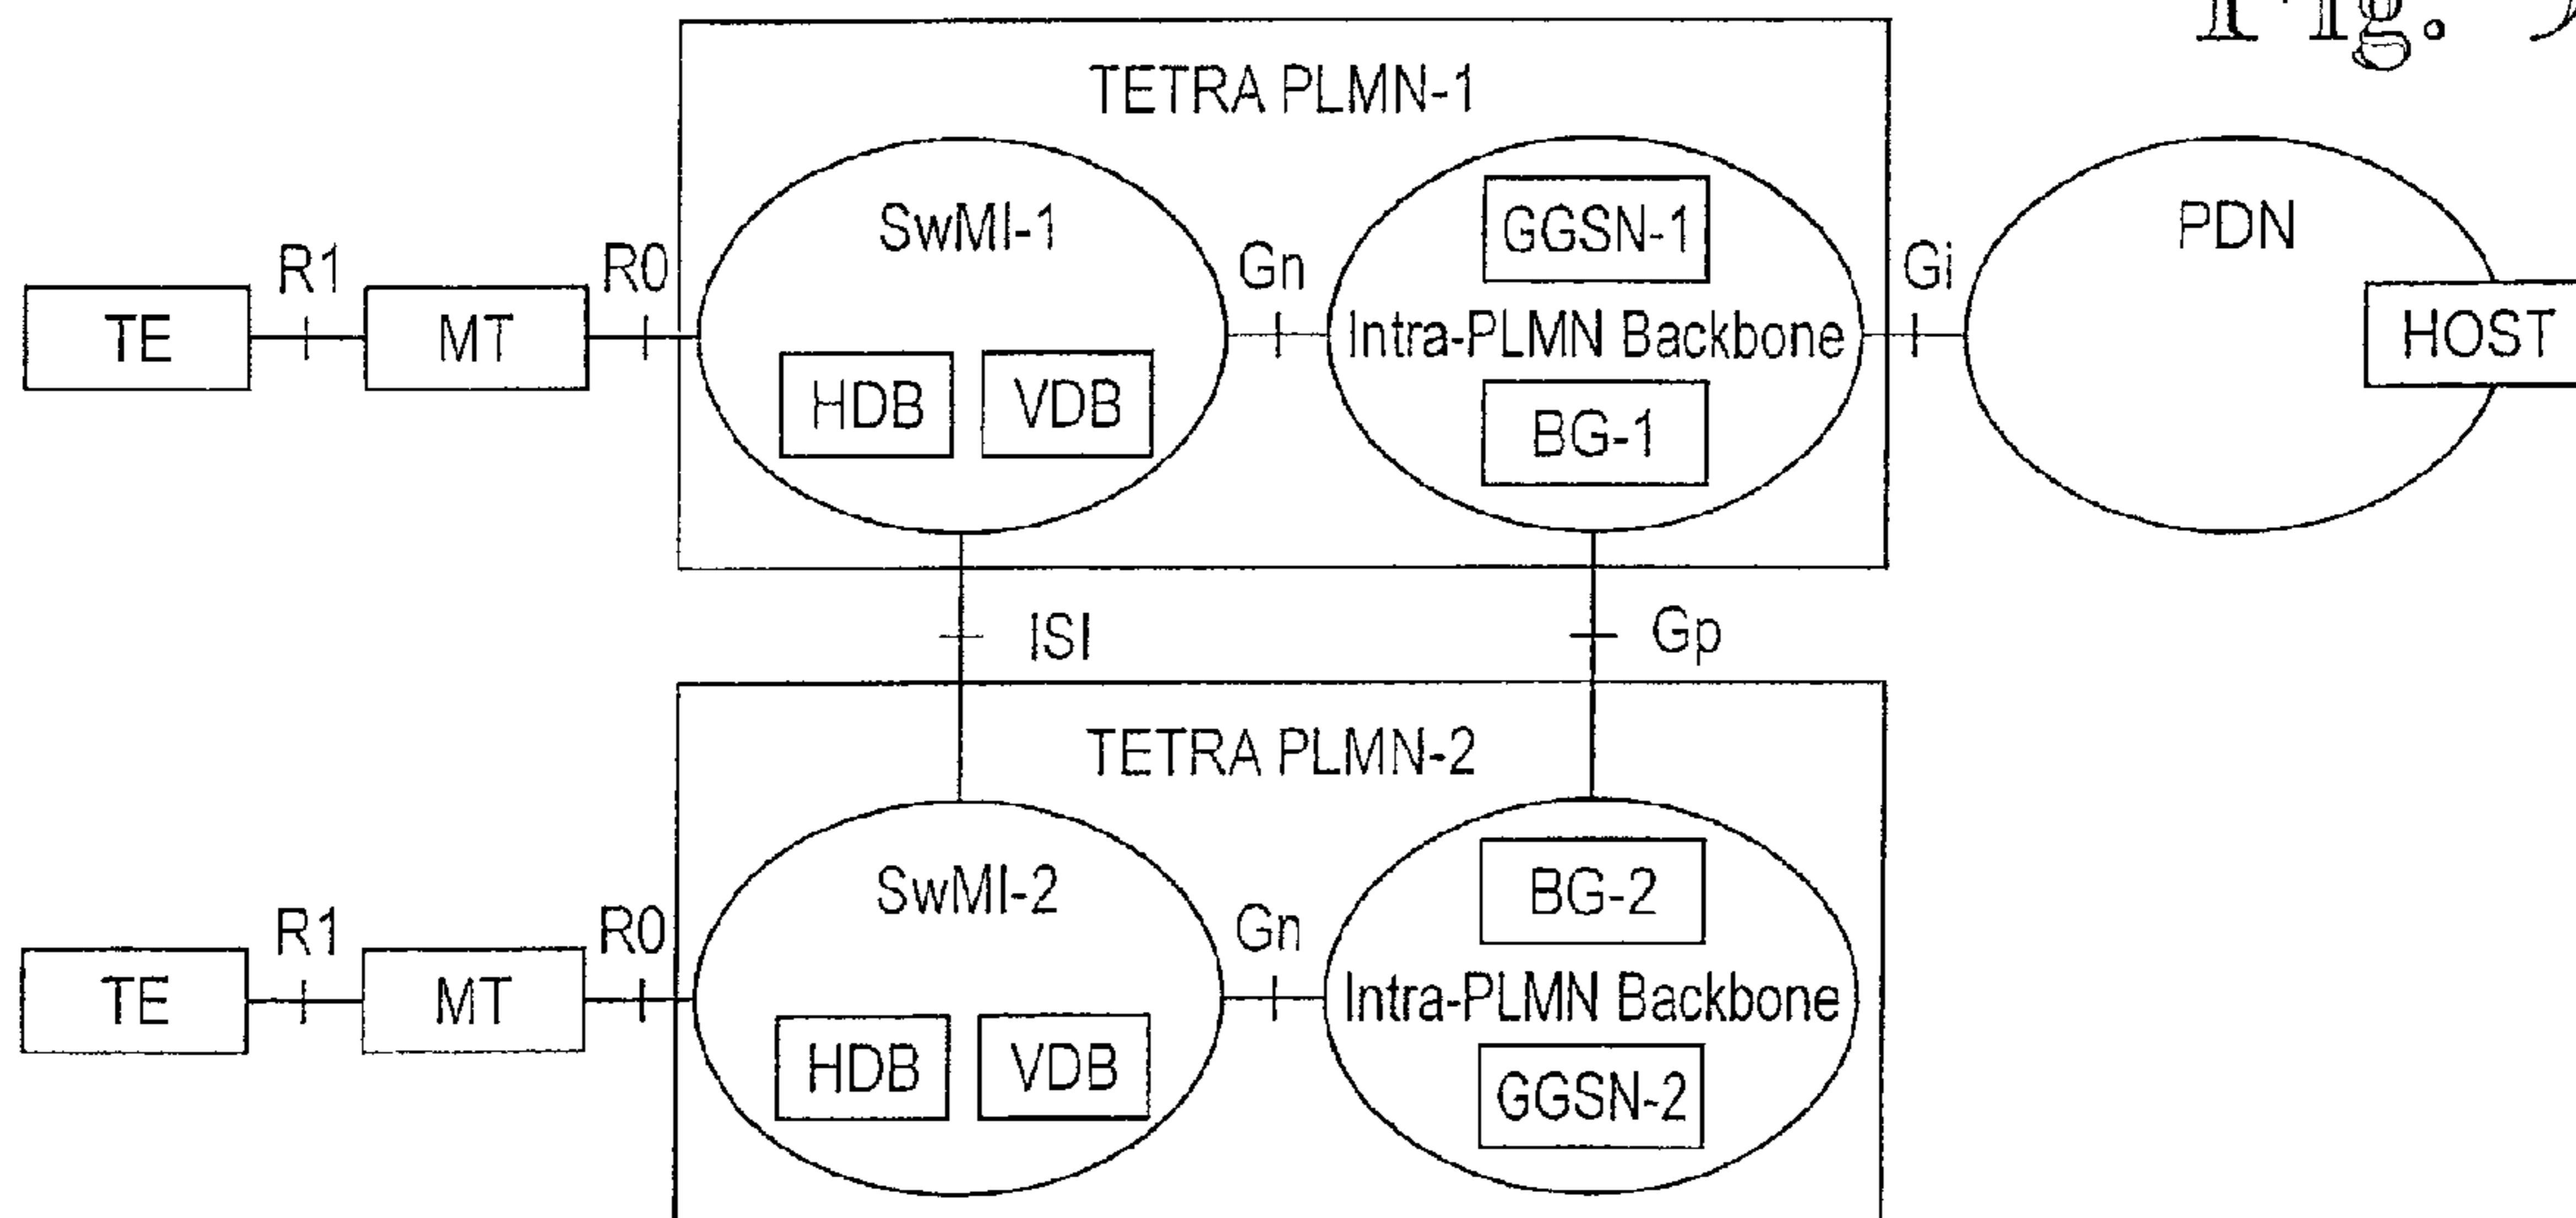 Fig.
TETRA PLMN-1
SwMI-1
GGSN-1
PDN
R1
R0
Gn
Gi
TE
MT
Intra-PLMN Backbone
HOST
HDB
VDB
BG-1
ISI
Gp
TETRA PLMN-2
SwMI-2
BG-2
R1
R0
Gn
TE
MT
Intra-PLMN Backbone
HDB
VDB
GGSN-2